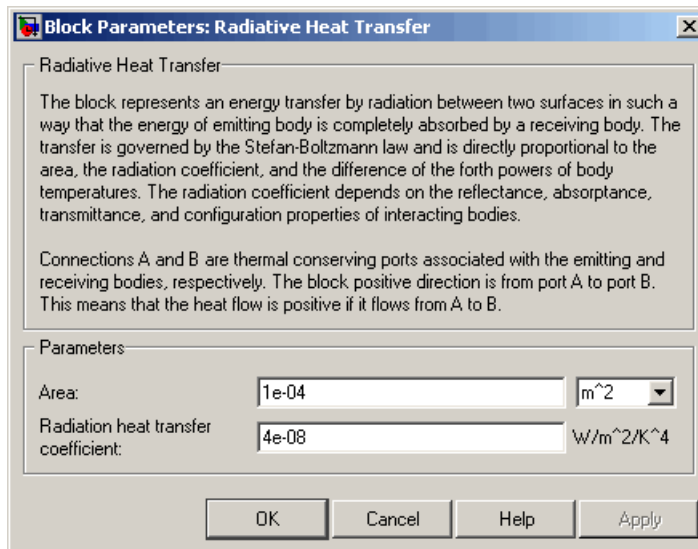 Block Parameters: Radiative Heat Transfer
Radiative Heat Transfer
The block represents an energy transfer by radiation between two surfaces in such a
way that the energy of emitting body is completely absorbed by a receiving body. The
transfer is governed by the Stefan-Boltzmann law and is directly proportional to the
area, the radiation coefficient, and the difference of the forth powers of body
temperatures. The radiation coefficient depends on the reflectance, absorptance,
transmittance, and configuration properties of interacting bodies.
Connections A and B are thermal conserving ports associated with the emitting and
receiving bodies, respectively. The block positive direction is from port A to port B.
This means that the heat flow is positive if it flows from A to B.
Parameters
Area: 1e-04 m^2
Radiation heat transfer
coefficient: 4e-08 W/m^2/K^4
OK Cancel Help Apply